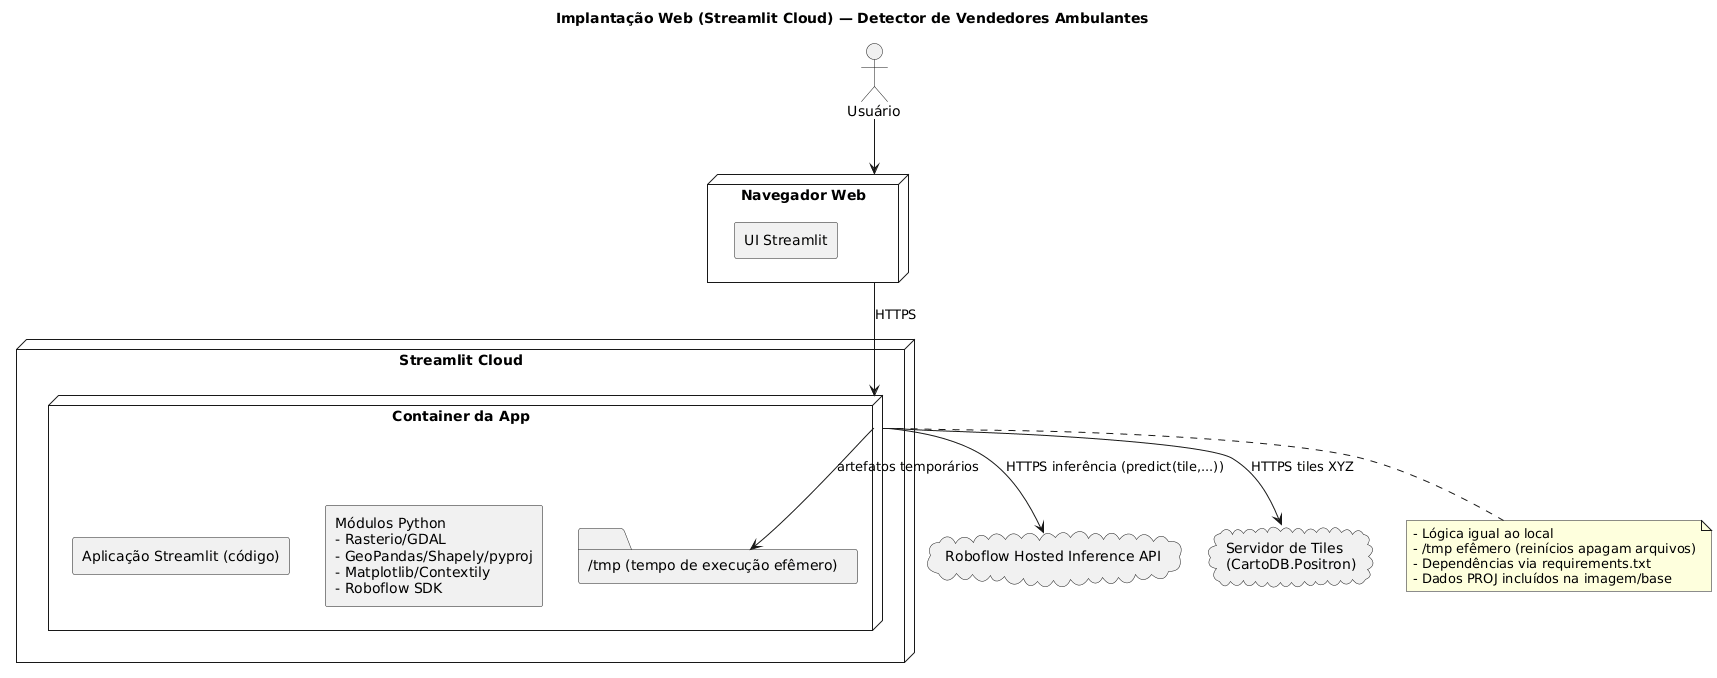 Implantação Web (Streamlit Cloud) — Detector de Vendedores Ambulantes
Usuário
Navegador Web
UI Streamlit
HTTPS
Streamlit Cloud
Container da App
artefatos temporários
HTTPS inferência (predict(tile,...))
HTTPS tiles XYZ
Aplicação Streamlit (código)
Módulos Python
- Rasterio/GDAL
- GeoPandas/Shapely/pyproj
- Matplotlib/Contextily
- Roboflow SDK
/tmp (tempo de execução efêmero)
Roboflow Hosted Inference API
Servidor de Tiles
(CartoDB.Positron)
- Lógica igual ao local
- /tmp efêmero (reinícios apagam arquivos)
- Dependências via requirements.txt
- Dados PROJ incluídos na imagem/base